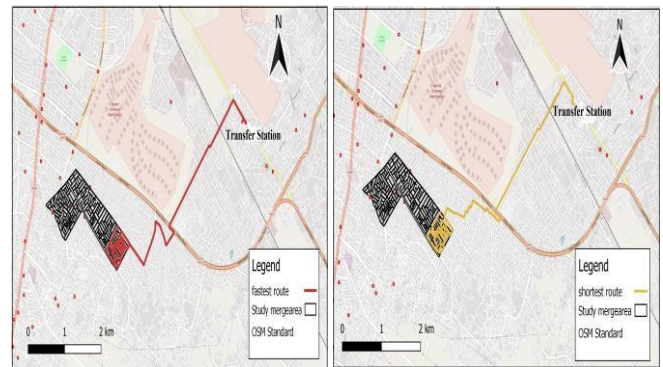 N
Transfer Station
Legend
fastest route
Study mergearea
OSM Standard
0 1 2 km
N
Transfer Station
Legend
shortest route
Study mergearea
OSM Standard
0 1 2 km